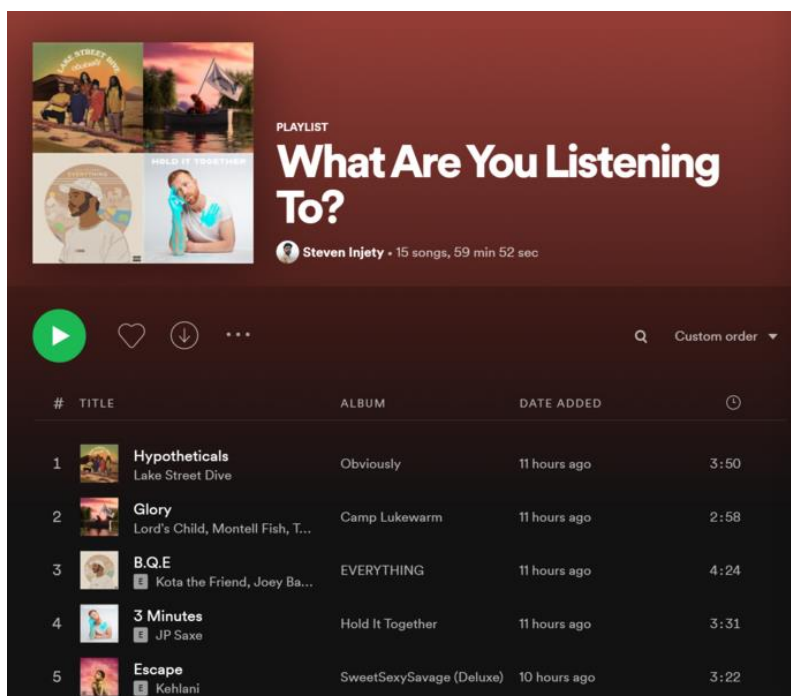 LAKE STREET DIVE
Obviously
EVERYTHING
HOLD IT TOGETHER
PLAYLIST
What Are You Listening
To?
Steven Injety • 15 songs, 59 min 52 sec
Custom order
# TITLE ALBUM DATE ADDED
1 Hypotheticals Obviously 11 hours ago 3:50
Lake Street Dive
2 Glory Camp Lukewarm 11 hours ago 2:58
Lord's Child, Montell Fish, T...
3 B.Q.E EVERYTHING 11 hours ago 4:24
E Kota the Friend, Joey Ba...
4 3 Minutes Hold It Together 11 hours ago 3:31
E JP Saxe
5 Escape SweetSexySavage (Deluxe) 10 hours ago 3:22
E Kehlani